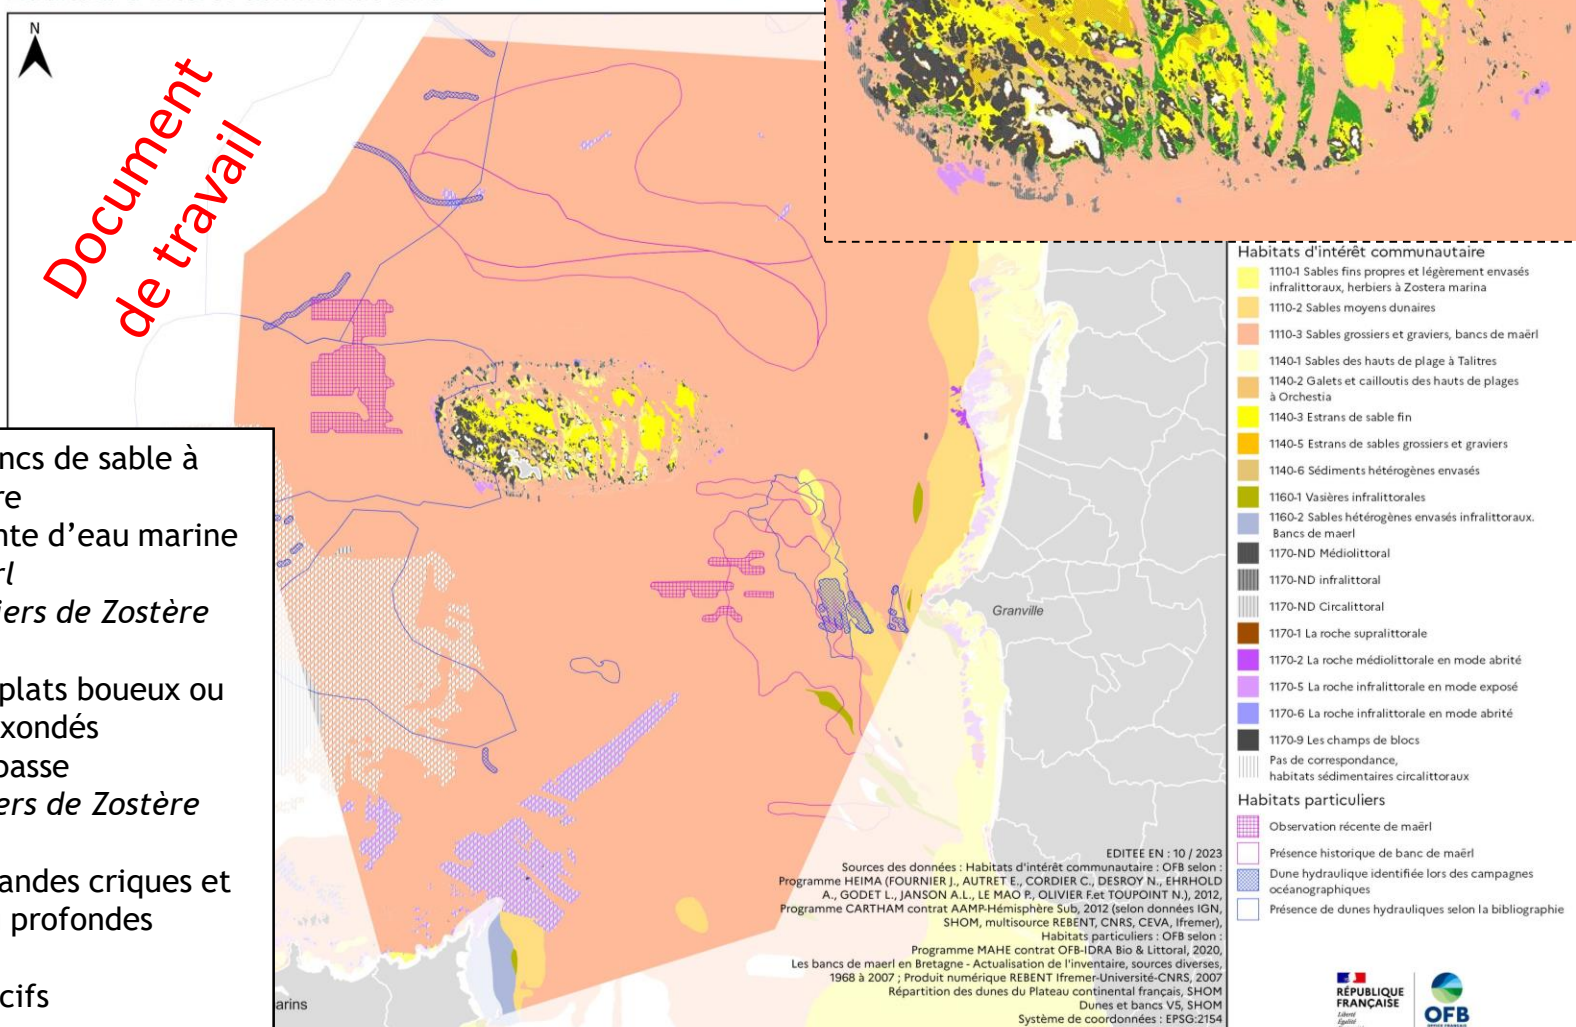 N
Document
de travail
ncs de sable à
re
nte d'eau marine
rl
iers de Zostère
plats boueux ou
xondés
basse
ers de Zostère
andes criques et
profondes
cifs
Granville
arins
Habitats d'intérêt communautaire
1110-1 Sables fins propres et légèrement envasés
infralittoraux, herbiers à Zostera marina
1110-2 Sables moyens dunaires
1110-3 Sables grossiers et graviers, bancs de maërl
1140-1 Sables des hauts de plage à Talitres
1140-2 Galets et cailloutis des hauts de plages
à Orchestia
1140-3 Estrans de sable fin
1140-5 Estrans de sables grossiers et graviers
1140-6 Sédiments hétérogènes envasés
1160-1 Vasières infralittorales
1160-2 Sables hétérogènes envasés infralittoraux.
Bancs de maerl
1170-ND Médiolittoral
1170-ND infralittoral
1170-ND Circalittoral
1170-1 La roche supralittorale
1170-2 La roche médiolittorale en mode abrité
1170-5 La roche infralittorale en mode exposé
1170-6 La roche infralittorale en mode abrité
1170-9 Les champs de blocs
Pas de correspondance,
habitats sédimentaires circalittoraux
Habitats particuliers
Observation récente de maërl
Présence historique de banc de maërl
Dune hydraulique identifiée lors des campagnes
océanographiques
Présence de dunes hydrauliques selon la bibliographie
EDITEE EN : 10 / 2023
Sources des données : Habitats d'intérêt communautaire : OFB selon :
Programme HEIMA (FOURNIER J., AUTRET E., CORDIER C., DESROY N., EHRHOLD
A., GODET L., JANSON A.L., LE MAO P., OLIVIER F.et TOUPOINT N.), 2012,
Programme CARTHAM contrat AAMP-Hémisphère Sub, 2012 (selon données IGN,
SHOM, multisource REBENT, CNRS, CEVA, Ifremer),
Habitats particuliers : OFB selon :
Programme MAHE contrat OFB-IDRA Bio & Littoral, 2020,
Les bancs de maerl en Bretagne - Actualisation de l'inventaire, sources diverses,
1968 à 2007 ; Produit numérique REBENT Ifremer-Université-CNRS, 2007
Répartition des dunes du Plateau continental français, SHOM
Dunes et bancs V5, SHOM
Système de coordonnées : EPSG:2154
RÉPUBLIQUE
FRANÇAISE
Liberté
Égalité
OFB